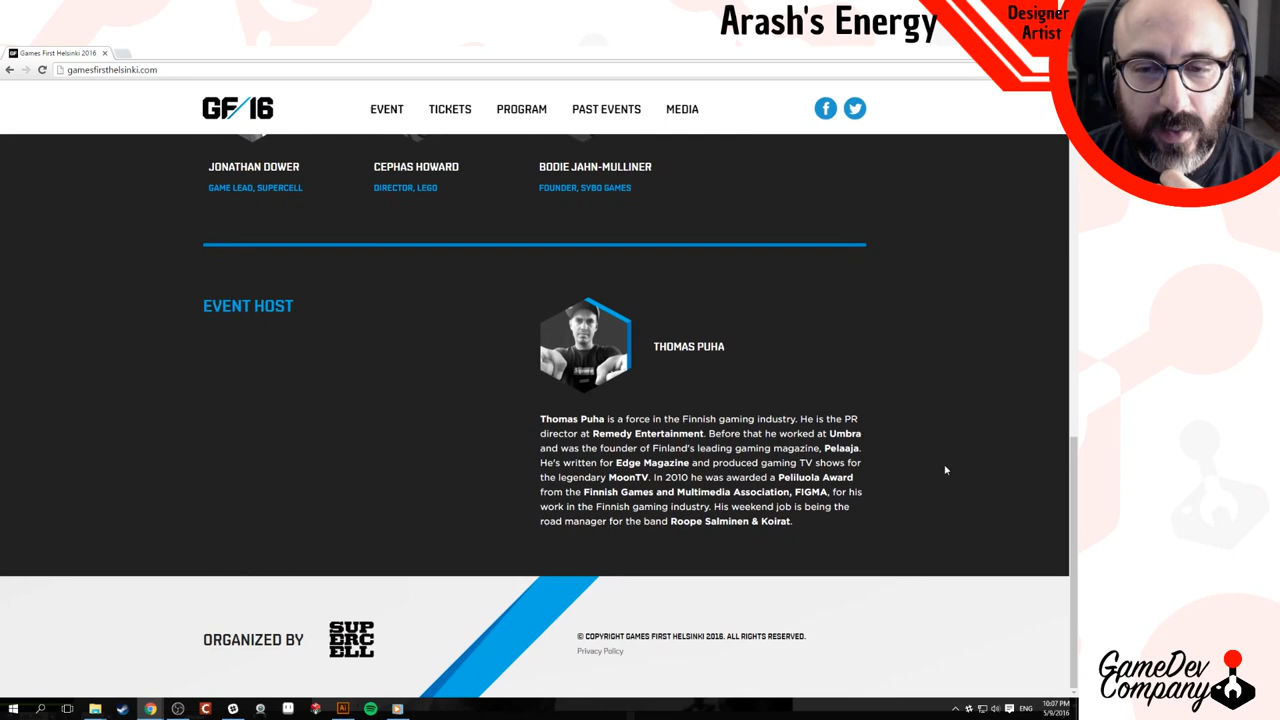 Arash's Energy
Designer
Artist
Games First Helsinki 2016
gamesfirsthelsinki.com
GF/16
EVENT
TICKETS
PROGRAM
PAST EVENTS
MEDIA
JONATHAN DOWER
CEPHAS HOWARD
BODIE JAHN-MULLINER
GAME LEAD, SUPERCELL
DIRECTOR, LEGO
FOUNDER, SYBO GAMES
EVENT HOST
THOMAS PUHA
Thomas Puha is a force in the Finnish gaming industry. He is the PR
director at Remedy Entertainment. Before that he worked at Umbra
and was the founder of Finland's leading gaming magazine, Pelaaja.
He's written for Edge Magazine and produced gaming TV shows for
the legendary MoonTV. In 2010 he was awarded a Peliluola Award
from the Finnish Games and Multimedia Association, FIGMA, for his
work in the Finnish gaming industry. His weekend job is being the
road manager for the band Roope Salminen & Koirat.
ORGANIZED BY
SUP
ERC
ELL
© COPYRIGHT GAMES FIRST HELSINKI 2016. ALL RIGHTS RESERVED.
Privacy Policy
GameDev
Company
ENG
10:07 PM
5/9/2016